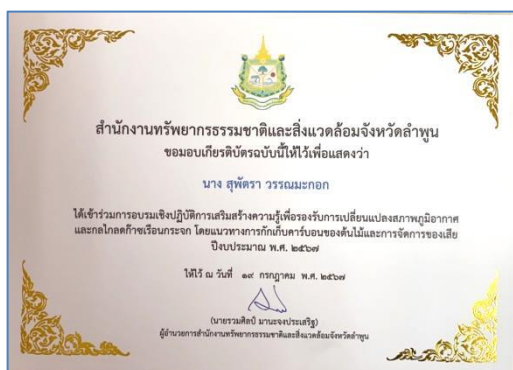 สำนักงานทรัพยากรธรรมชาติและสิ่งแวดล้อมจังหวัดลำพูน
ขอมอบเกียรติบัตรฉบับนี้ให้ไว้เพื่อแสดงว่า
นาง สุพัตรา วรรณมะกอก
ได้เข้าร่วมการอบรมเชิงปฏิบัติการเสริมสร้างความรู้เพื่อรองรับการเปลี่ยนแปลงสภาพภูมิอากาศ
และกลไกลดก๊าซเรือนกระจก โดยแนวทางการกักเก็บคาร์บอนของต้นไม้และการจัดการของเสีย
ปีงบประมาณ พ.ศ. ๒๕๖๗
ให้ไว้ ณ วันที่ ๑๙ กรกฎาคม พ.ศ. ๒๕๖๗
(นายรวมศิลป์ มานะจงประเสริฐ)
ผู้อำนวยการสำนักงานทรัพยากรธรรมชาติและสิ่งแวดล้อมจังหวัดลำพูน